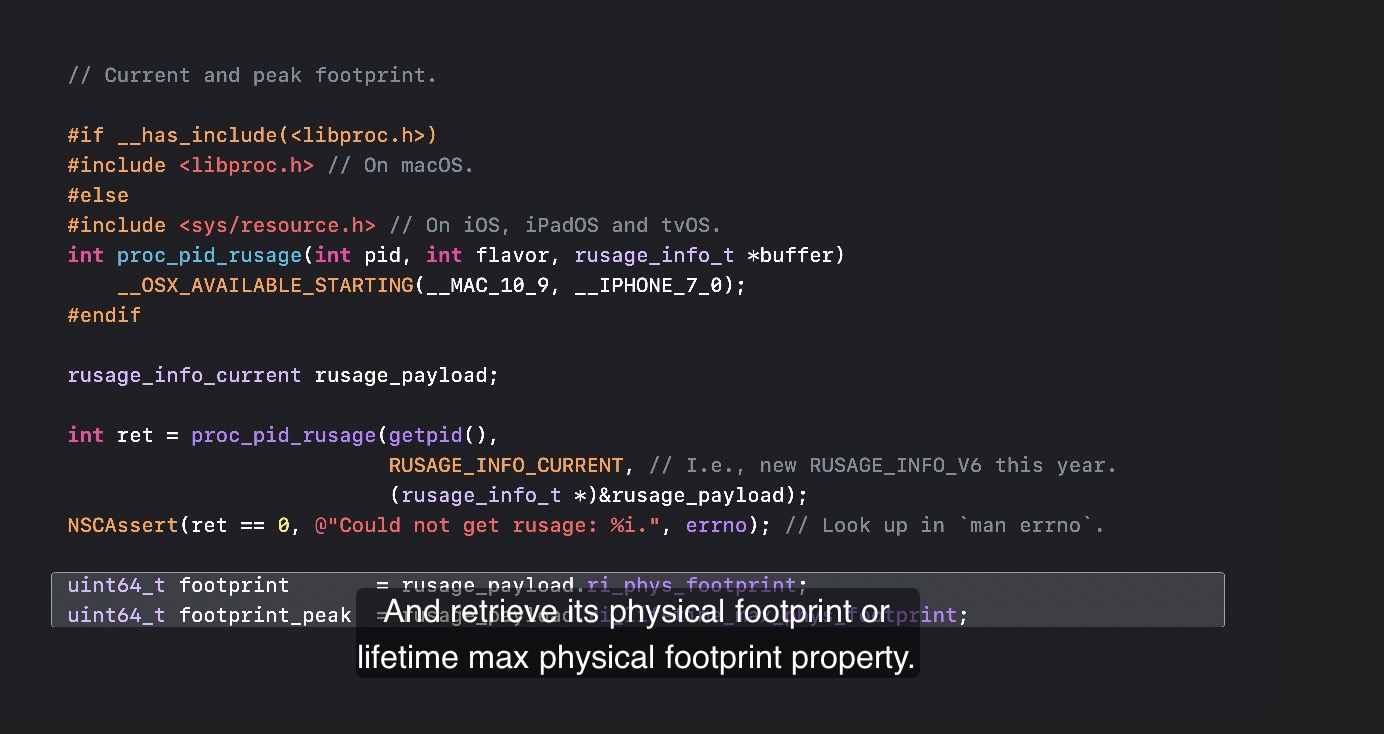 // Current and peak footprint.
#if __has_include(<libproc.h>)
#include <libproc.h> // On macOS.
#else
#include <sys/resource.h> // On iOS, iPadOS and tvOS.
int proc_pid_rusage(int pid, int flavor, rusage_info_t *buffer)
__OSX_AVAILABLE_STARTING(__MAC_10_9, __IPHONE_7_0);
#endif
rusage_info_current rusage_payload;
int ret = proc_pid_rusage(getpid(),
RUSAGE_INFO_CURRENT, // I.e., new RUSAGE_INFO_V6 this year.
(rusage_info_t *)&rusage_payload);
NSCAssert(ret == 0, @"Could not get rusage: %i.", errno); // Look up in `man errno`.
uint64_t footprint = rusage_payload.ri_phys_footprint;
uint64_t footprint_peak = rusage_payload.ri_lifetime_max_phys_footprint;
And retrieve its physical footprint or
lifetime max physical footprint property.